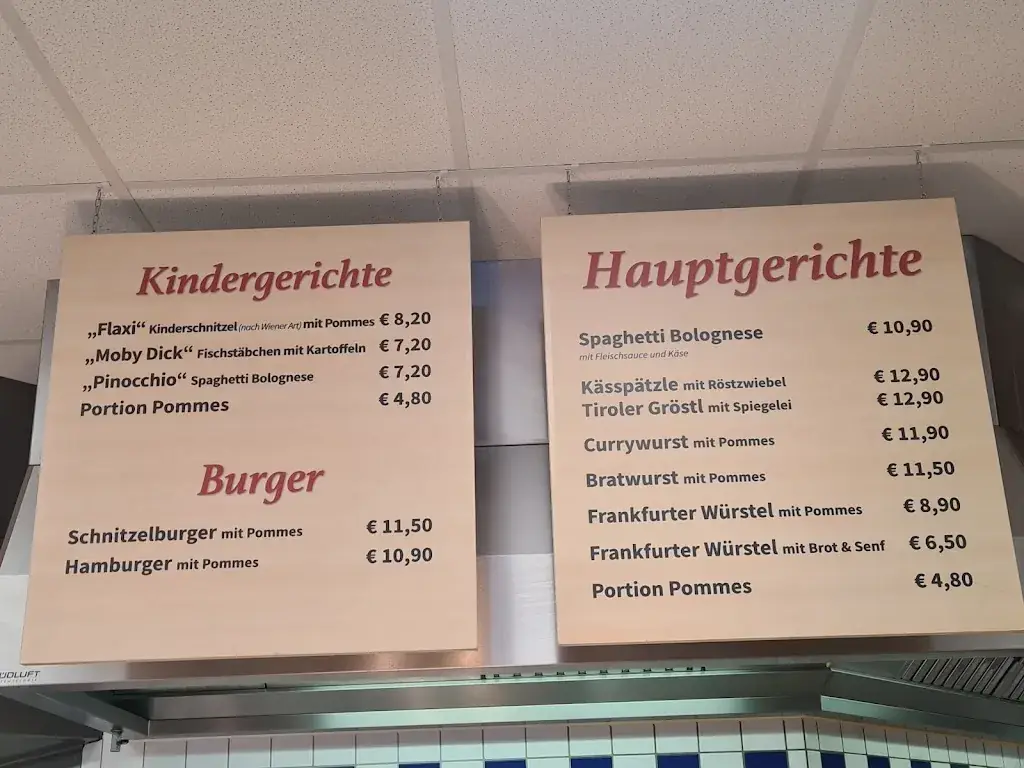 Kindergerichte
„Flaxi“ Kinderschnitzel (nach Wiener Art) mit Pommes € 8,20
„Moby Dick“ Fischstäbchen mit Kartoffeln € 7,20
„Pinocchio“ Spaghetti Bolognese € 7,20
Portion Pommes € 4,80
Burger
Schnitzelburger mit Pommes € 11,50
Hamburger mit Pommes € 10,90
Hauptgerichte
Spaghetti Bolognese € 10,90
mit Fleischsauce und Käse
Kässpätzle mit Röstzwiebel € 12,90
Tiroler Gröstl mit Spiegelei € 12,90
Currywurst mit Pommes € 11,90
Bratwurst mit Pommes € 11,50
Frankfurter Würstel mit Pommes € 8,90
Frankfurter Würstel mit Brot & Senf € 6,50
Portion Pommes € 4,80